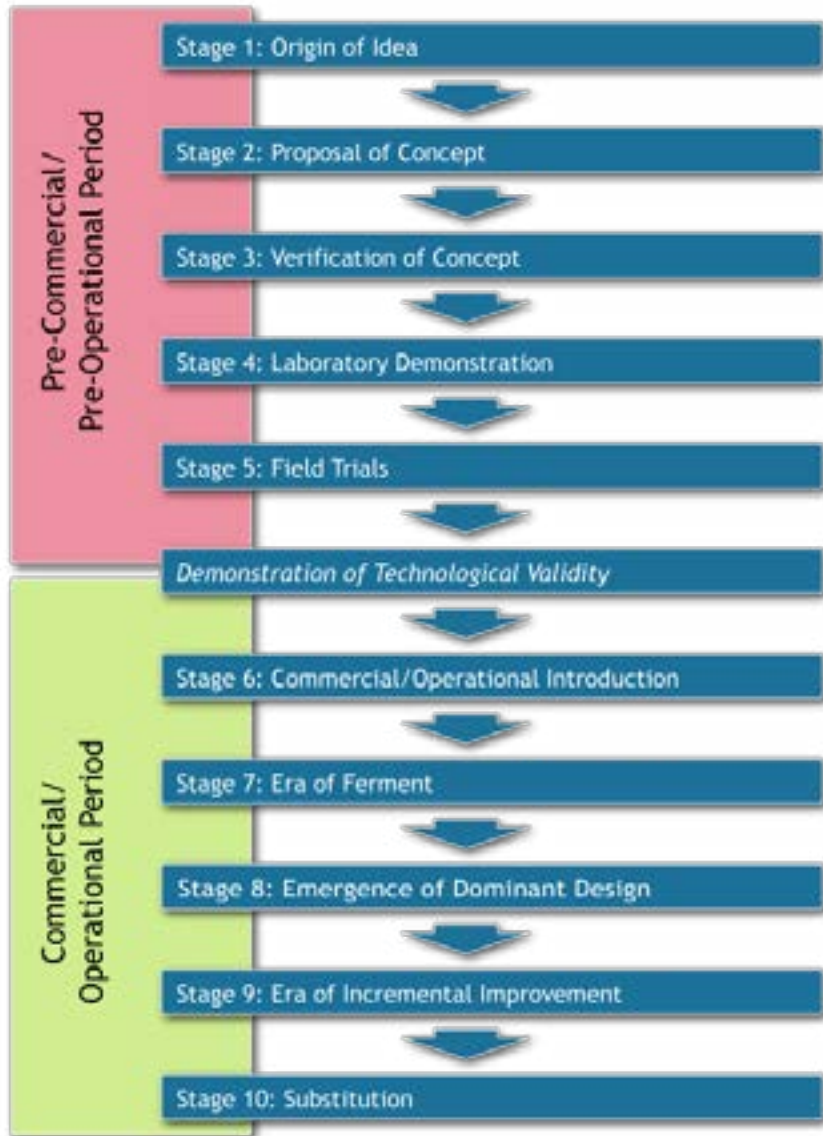 Pre-Commercial/
Pre-Operational Period
Stage 1: Origin of Idea
Stage 2: Proposal of Concept
Stage 3: Verification of Concept
Stage 4: Laboratory Demonstration
Stage 5: Field Trials
Demonstration of Technological Validity
Commercial/
Operational Period
Stage 6: Commercial/Operational Introduction
Stage 7: Era of Ferment
Stage 8: Emergence of Dominant Design
Stage 9: Era of Incremental Improvement
Stage 10: Substitution